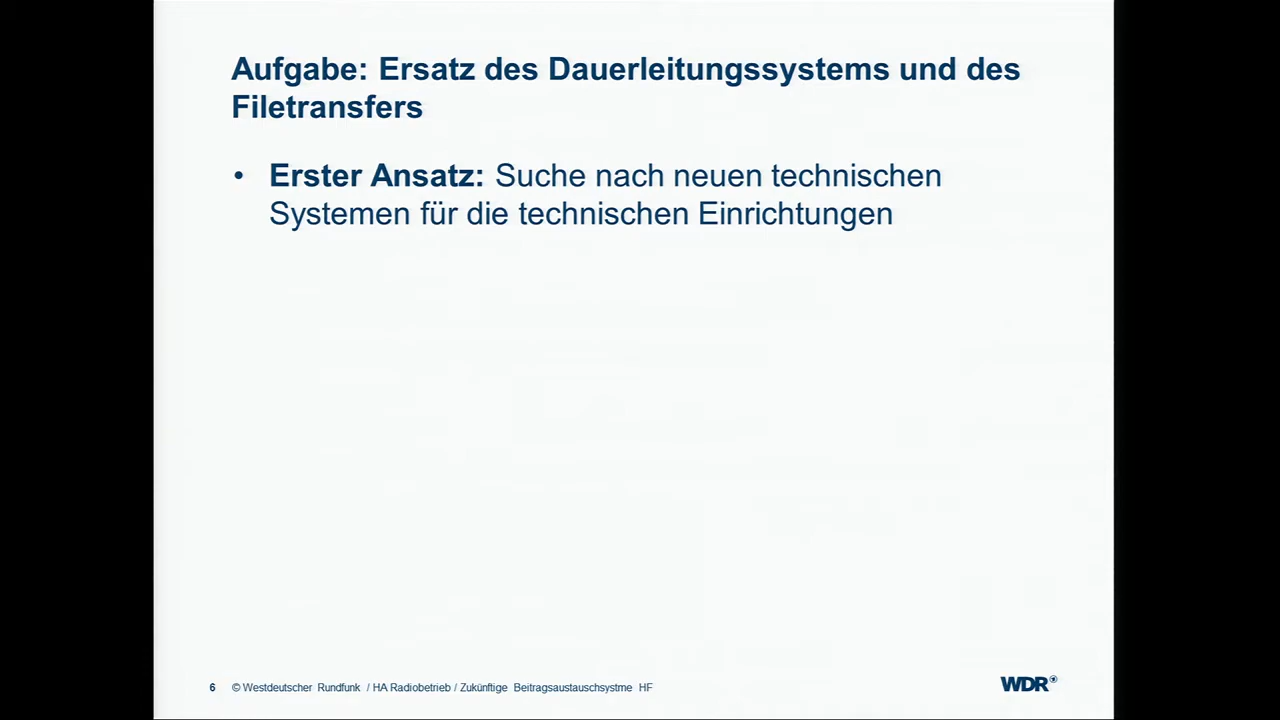 Aufgabe: Ersatz des Dauerleitungssystems und des
Filetransfers
• Erster Ansatz: Suche nach neuen technischen
Systemen für die technischen Einrichtungen
6 © Westdeutscher Rundfunk / HA Radiobetrieb / Zukünftige Beitragsaustauschsystme HF
WDR